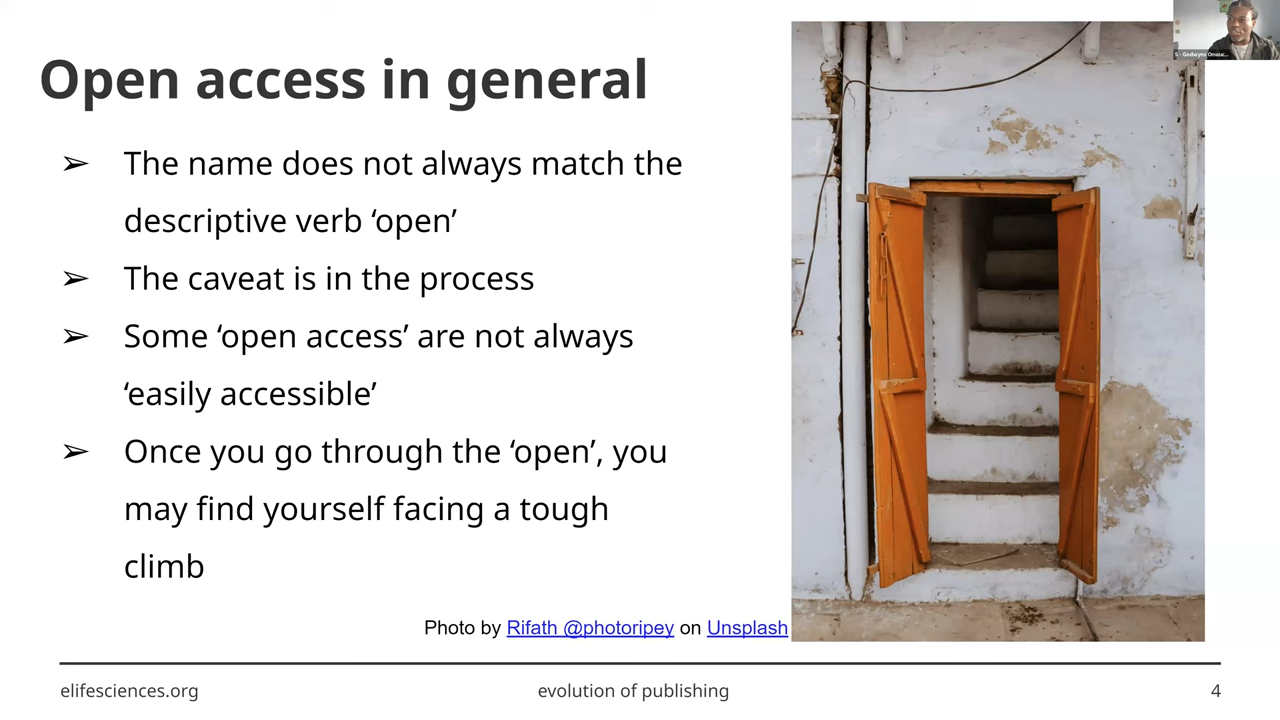 Open access in general
➢ The name does not always match the
descriptive verb ‘open’
➢ The caveat is in the process
➢ Some ‘open access’ are not always
‘easily accessible’
➢ Once you go through the ‘open’, you
may find yourself facing a tough
climb
Photo by Rifath @photoripey on Unsplash
elifesciences.org
evolution of publishing
4